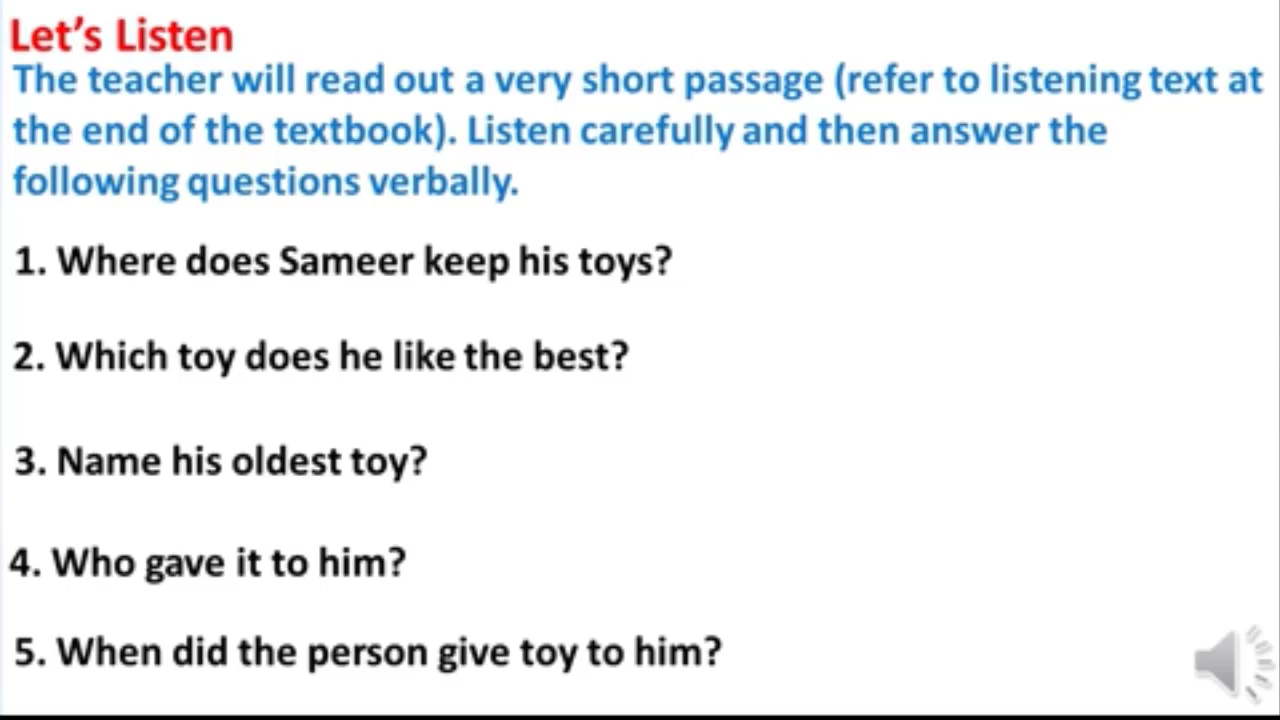 Let's Listen
The teacher will read out a very short passage (refer to listening text at
the end of the textbook). Listen carefully and then answer the
following questions verbally.
1. Where does Sameer keep his toys?
2. Which toy does he like the best?
3. Name his oldest toy?
4. Who gave it to him?
5. When did the person give toy to him?